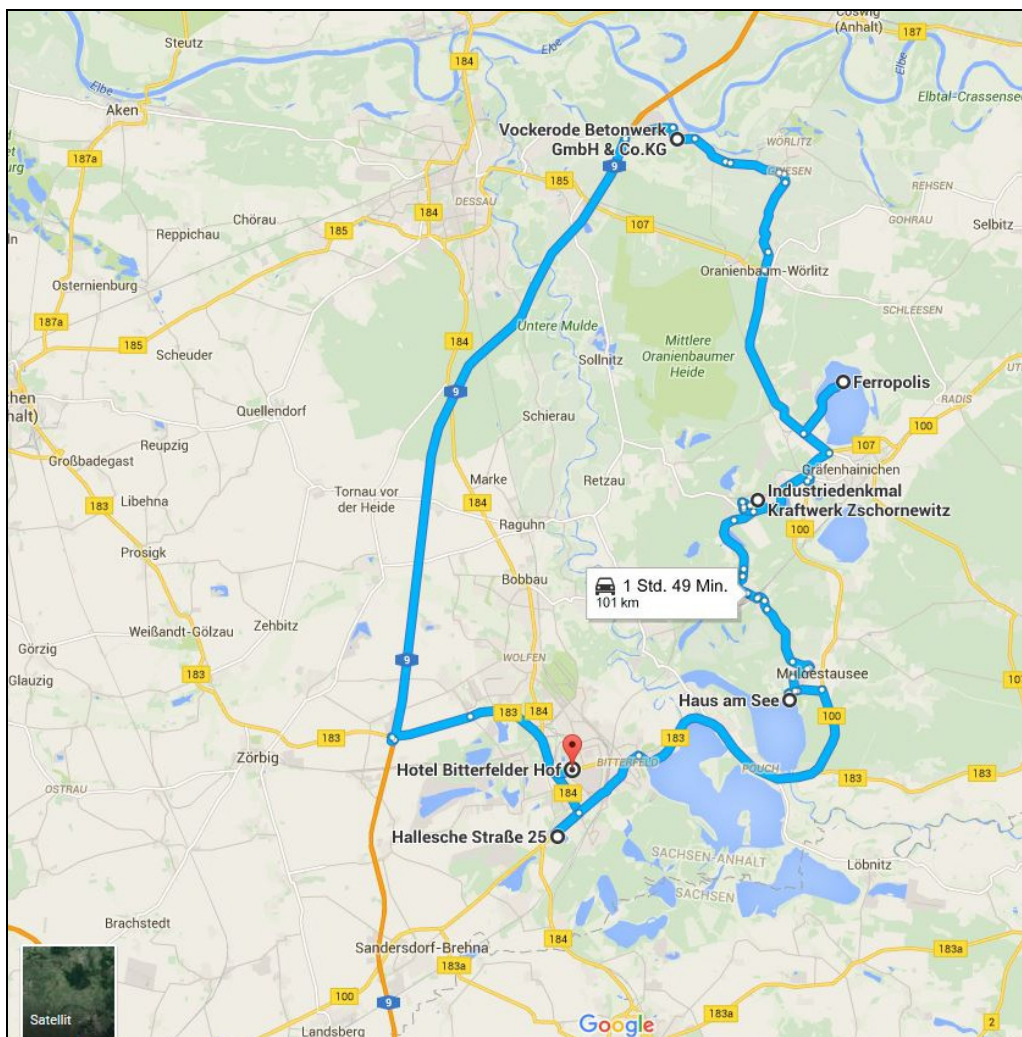 Steutz
184
Elbe
Coswig
(Anhalt)
187
Elbe
Elbe
Elbtal-Crassensee
Aken
Vockerode Betonwerk
GmbH & Co.KG
WÖRLITZ
187a
9
185
GRIESEN
REHSEN
DESSAU
Chörau
184
107
GOHRAU
Selbitz
Reppichau
185
Oranienbaum-Wörlitz
Osternienburg
SCHLEESEN
187a
Untere Mulde
185
Scheuder
184
Sollnitz
Mittlere
Oranienbaumer
Heide
Ferropolis
9
RADIS
Quellendorf
Schierau
100
Reupzig
107
Großbadegast
Gräfenhainichen
Marke
Retzau
Industriedenkmal
Kraftwerk Zschornewitz
Libehna
Tornau vor
der Heide
184
183
Raguhn
100
Prosigk
Bobbau
1 Std. 49 Min.
101 km
Weißandt-Gölzau
Zehbitz
Görzig
9
WOLFEN
Glauzig
183
Muldestausee
Haus am See
183
183
184
100
183
Zörbig
BITTERFELD
POUCH
183
183
Hotel Bitterfelder Hof
OSTRAU
184
Hallesche Straße 25
SACHSEN-ANHALT
SACHSEN
Löbnitz
Brachstedt
184
Sandersdorf-Brehna
183a
183a
2
100
9
Satellit
Landsberg
Google
183a